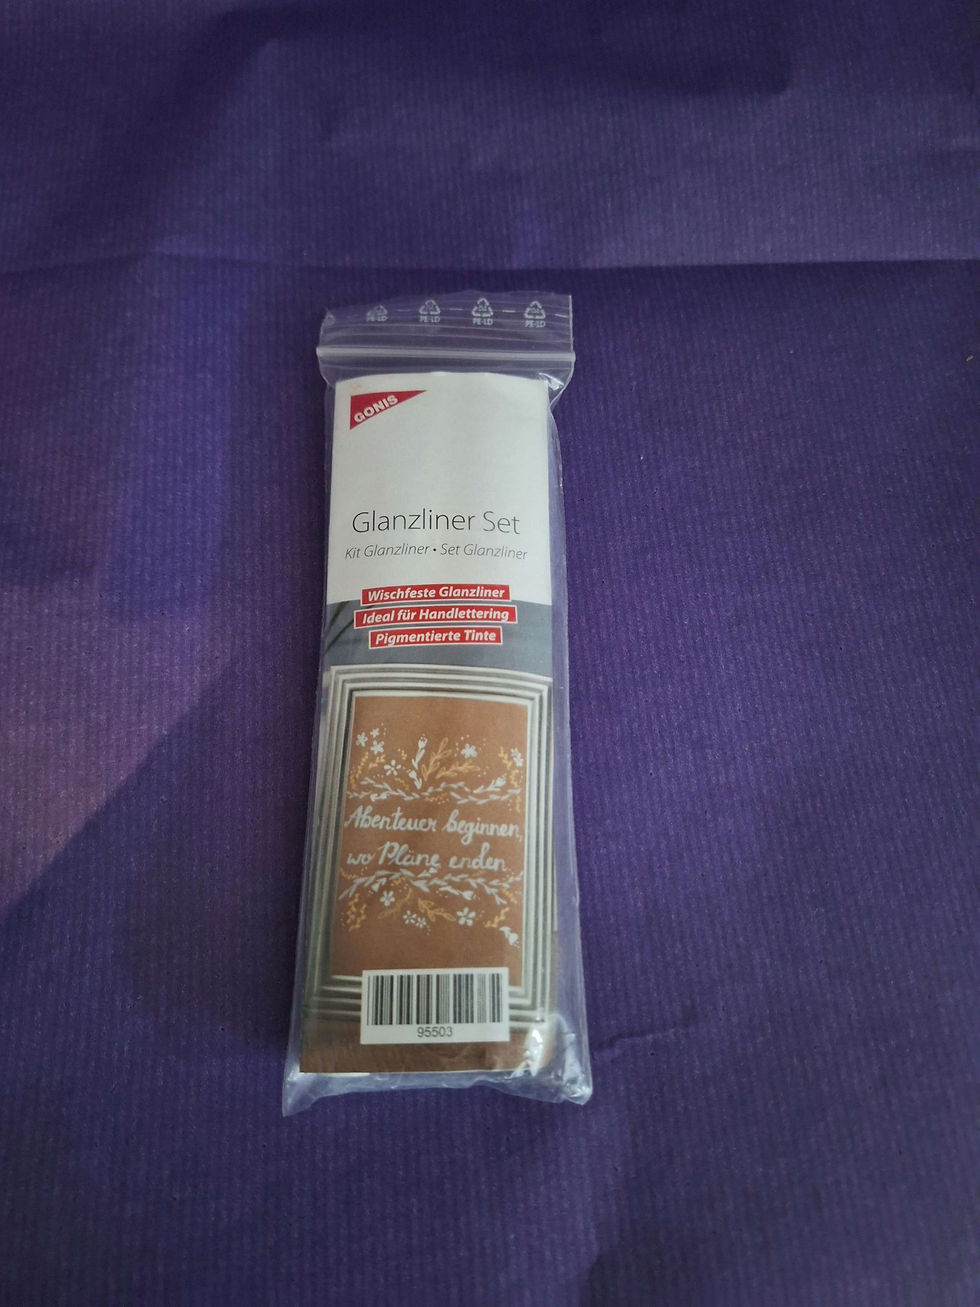 PE-LD PE-LD PE-LD PE-LD
GONIS
Glanzliner Set
Kit Glanzliner • Set Glanzliner
Wischfeste Glanzliner
Ideal für Handlettering
Pigmentierte Tinte
Abenteuer beginnen,
wo Pläne enden
95503